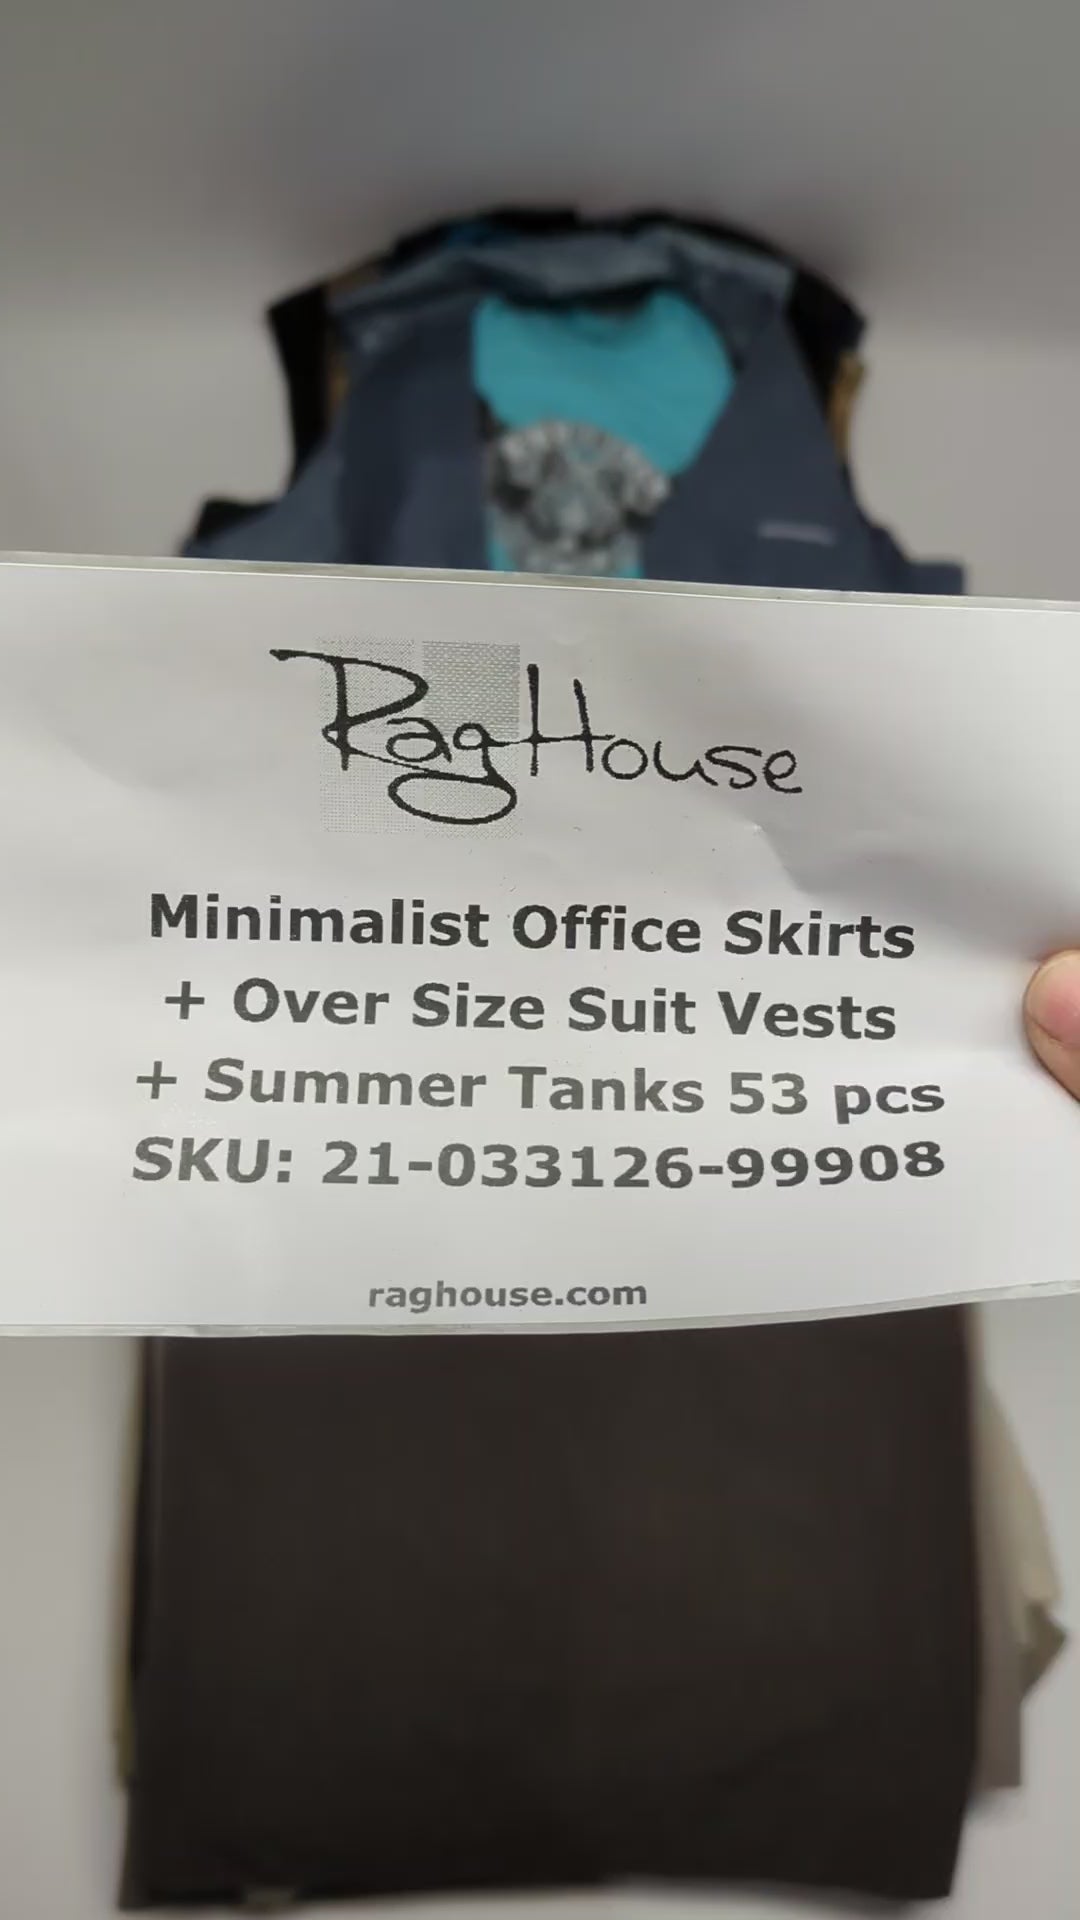 RagHouse
Minimalist Office Skirts
+ Over Size Suit Vests
+ Summer Tanks 53 pcs
SKU: 21-033126-99908
raghouse.com